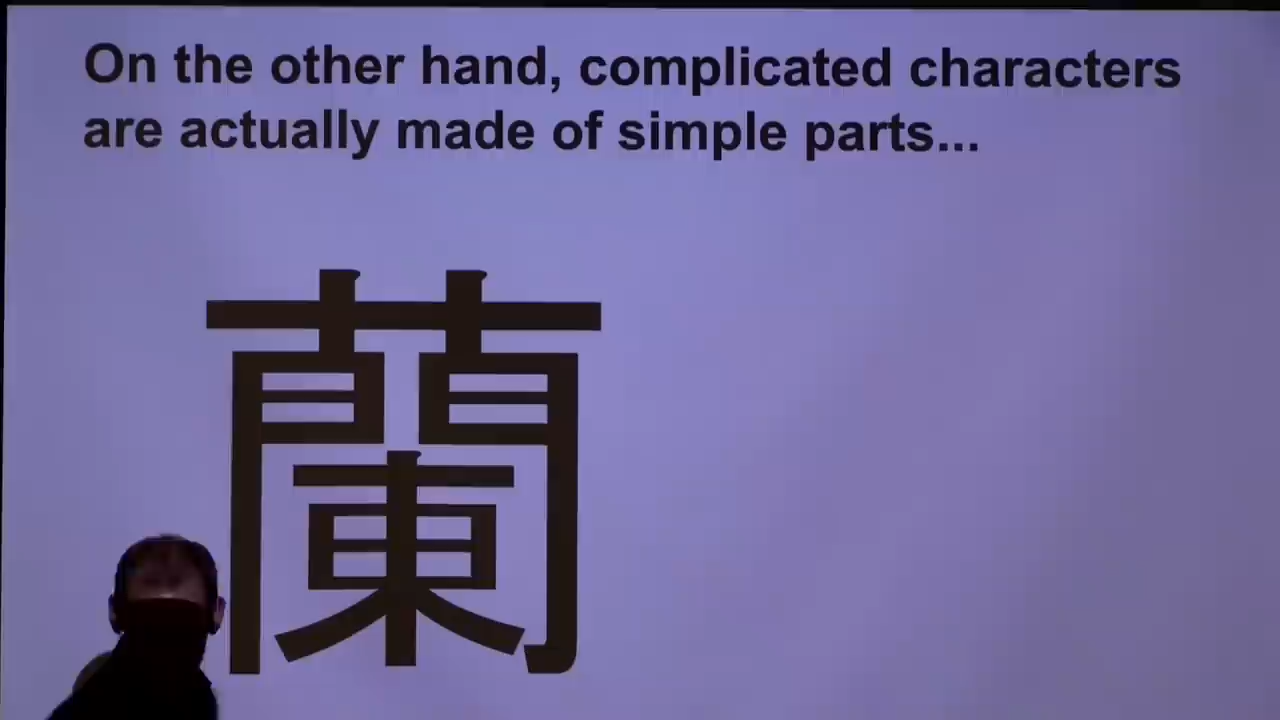 On the other hand, complicated characters
are actually made of simple parts...
蘭